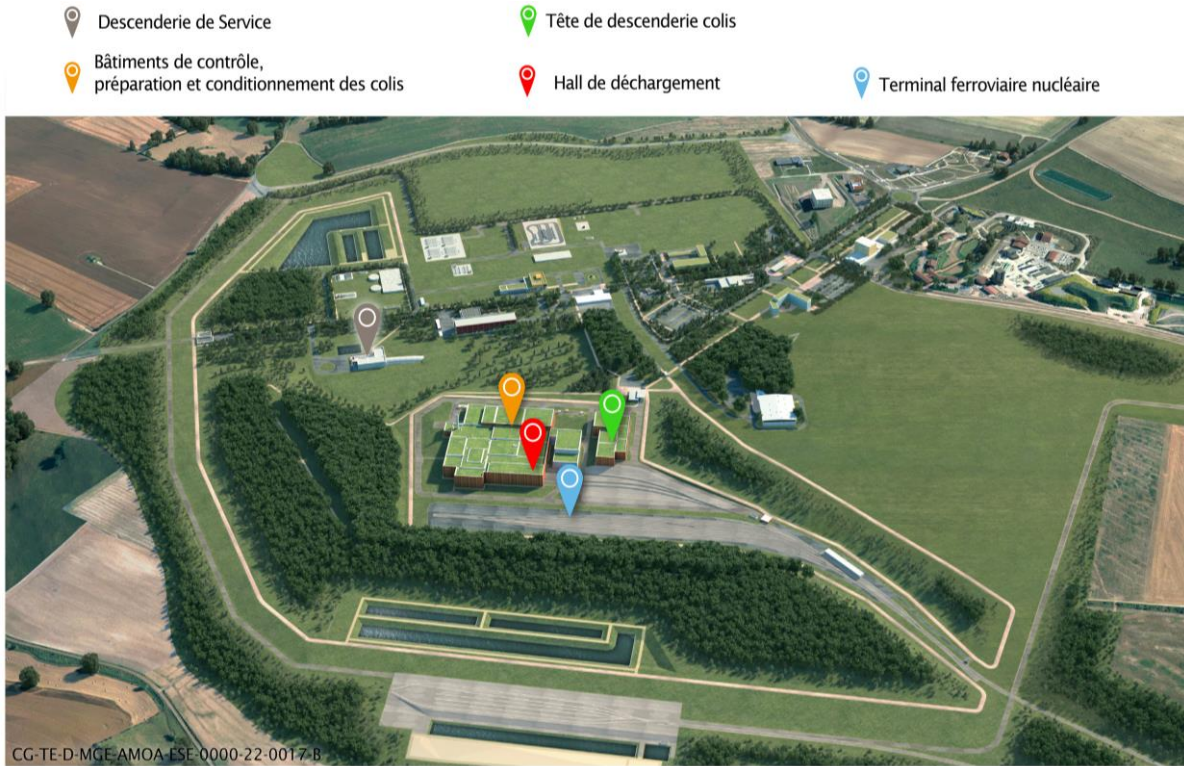 Descenderie de Service
Tête de descenderie colis
Bâtiments de contrôle,
préparation et conditionnement des colis
Hall de déchargement
Terminal ferroviaire nucléaire
CG-TE-D-MGE-AMOA-ESE-0000-22-0017-B